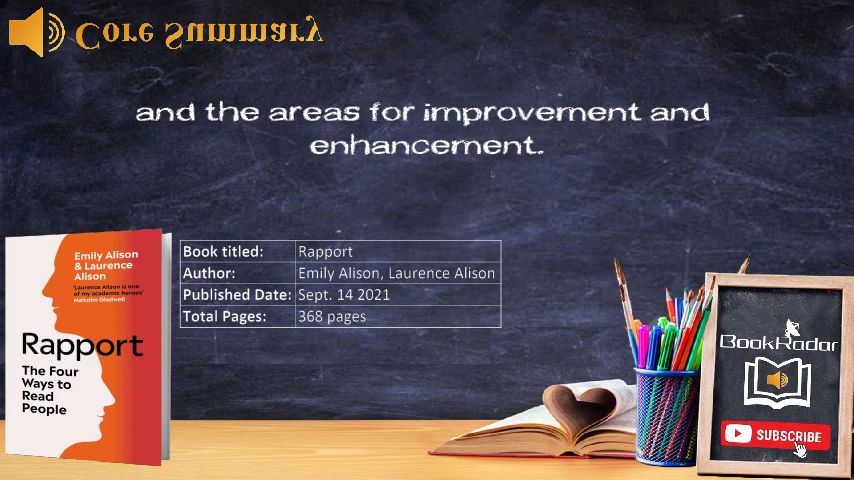 Core Summary
and the areas for improvement and
enhancement.
Book titled: Rapport
Author: Emily Alison, Laurence Alison
Published Date: Sept. 14 2021
Total Pages: 368 pages
Emily Alison
& Laurence
Alison
'Laurence Alison is one
of my academic heroes'
Malcolm Gladwell
Rapport
The Four
Ways to
Read
People
BookRadar
SUBSCRIBE